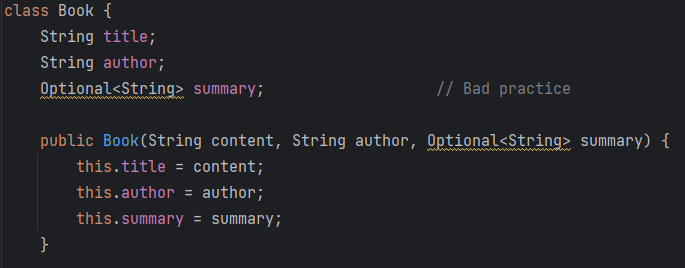 class Book {
    String title;
    String author;
    Optional<String> summary;                // Bad practice
    public Book(String content, String author, Optional<String> summary) {
        this.title = content;
        this.author = author;
        this.summary = summary;
    }